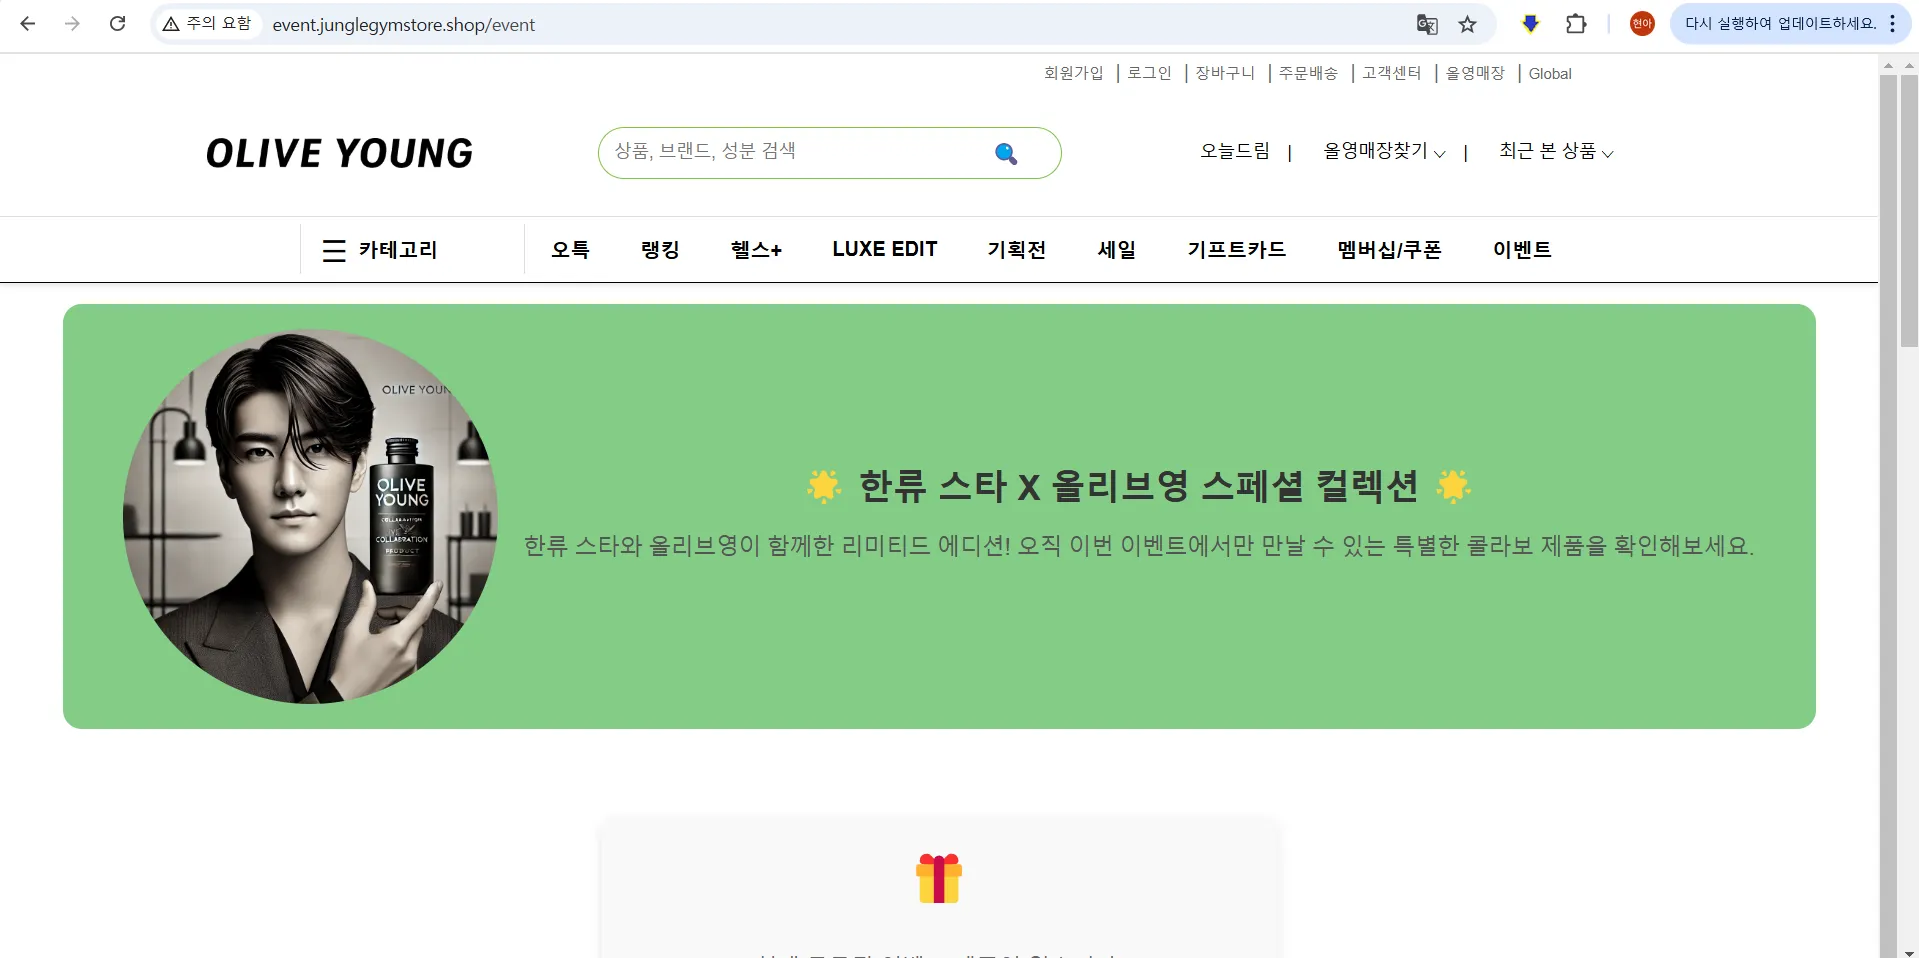 주의 요함
event.junglegymstore.shop/event
현아
다시 실행하여 업데이트하세요.
회원가입 | 로그인 | 장바구니 | 주문배송 | 고객센터 | 올영매장 | Global
OLIVE YOUNG
상품, 브랜드, 성분 검색
오늘드림 | 올영매장찾기 | 최근 본 상품
카테고리
오특 랭킹 헬스+ LUXE EDIT 기획전 세일 기프트카드 멤버십/쿠폰 이벤트
OLIVE YOUN
OLIVE
YOUNG
PRODUCT
한류 스타 X 올리브영 스페셜 컬렉션
한류 스타와 올리브영이 함께한 리미티드 에디션! 오직 이번 이벤트에서만 만날 수 있는 특별한 콜라보 제품을 확인해보세요.